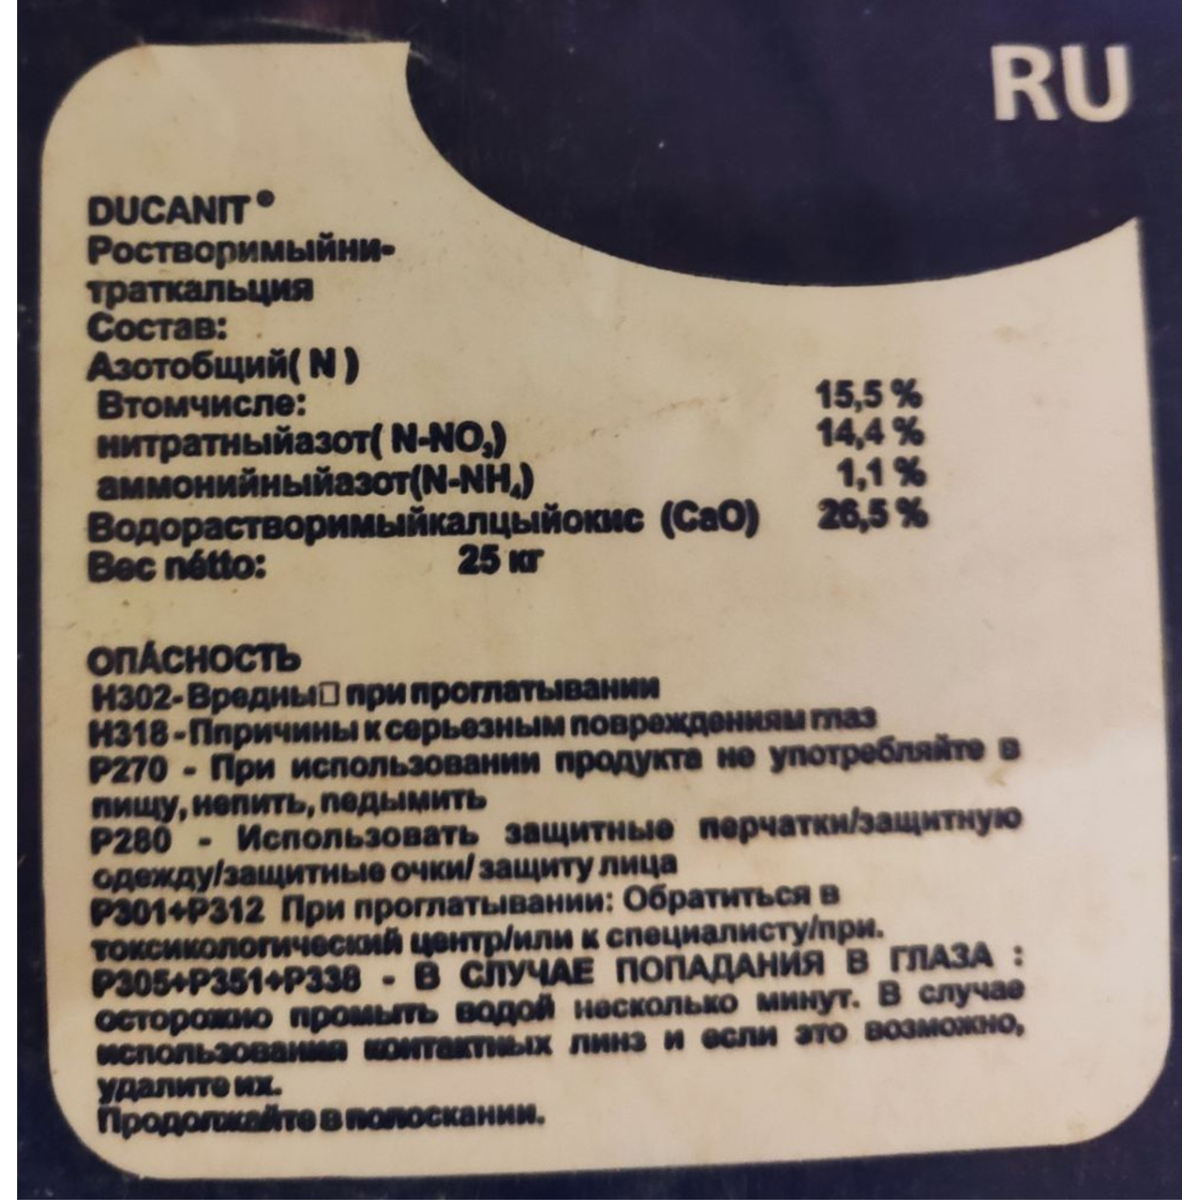 RU
DUCANIT®
Ростворимыйни-
траткальция
Состав:
Азотобщий( N )
Втомчисле: 15,5 %
нитратныйазот( N-NO₃) 14,4 %
аммонийныйазот(N-NH₄) 1,1 %
Водорастворимыйкалцыйокис (CaO) 26,5 %
Вес nétto: 25 кг
ОПÁСНОСТЬ
H302- Вредны□ при проглатывании
H318 - Ппричины к серьезным повреждениям глаз
P270 - При использовании продукта не употребляйте в
пищу, непить, педымить
P280 - Использовать защитные перчатки/защитную
одежду/защитные очки/ защиту лица
P301+P312 При проглатывании: Обратиться в
токсикологический центр/или к специалисту/при.
P305+P351+P338 - В СЛУЧАЕ ПОПАДАНИЯ В ГЛАЗА :
осторожно промыть водой несколько минут. В случае
использования контактных линз и если это возможно,
удалите их.
Продолжайте в полоскании.